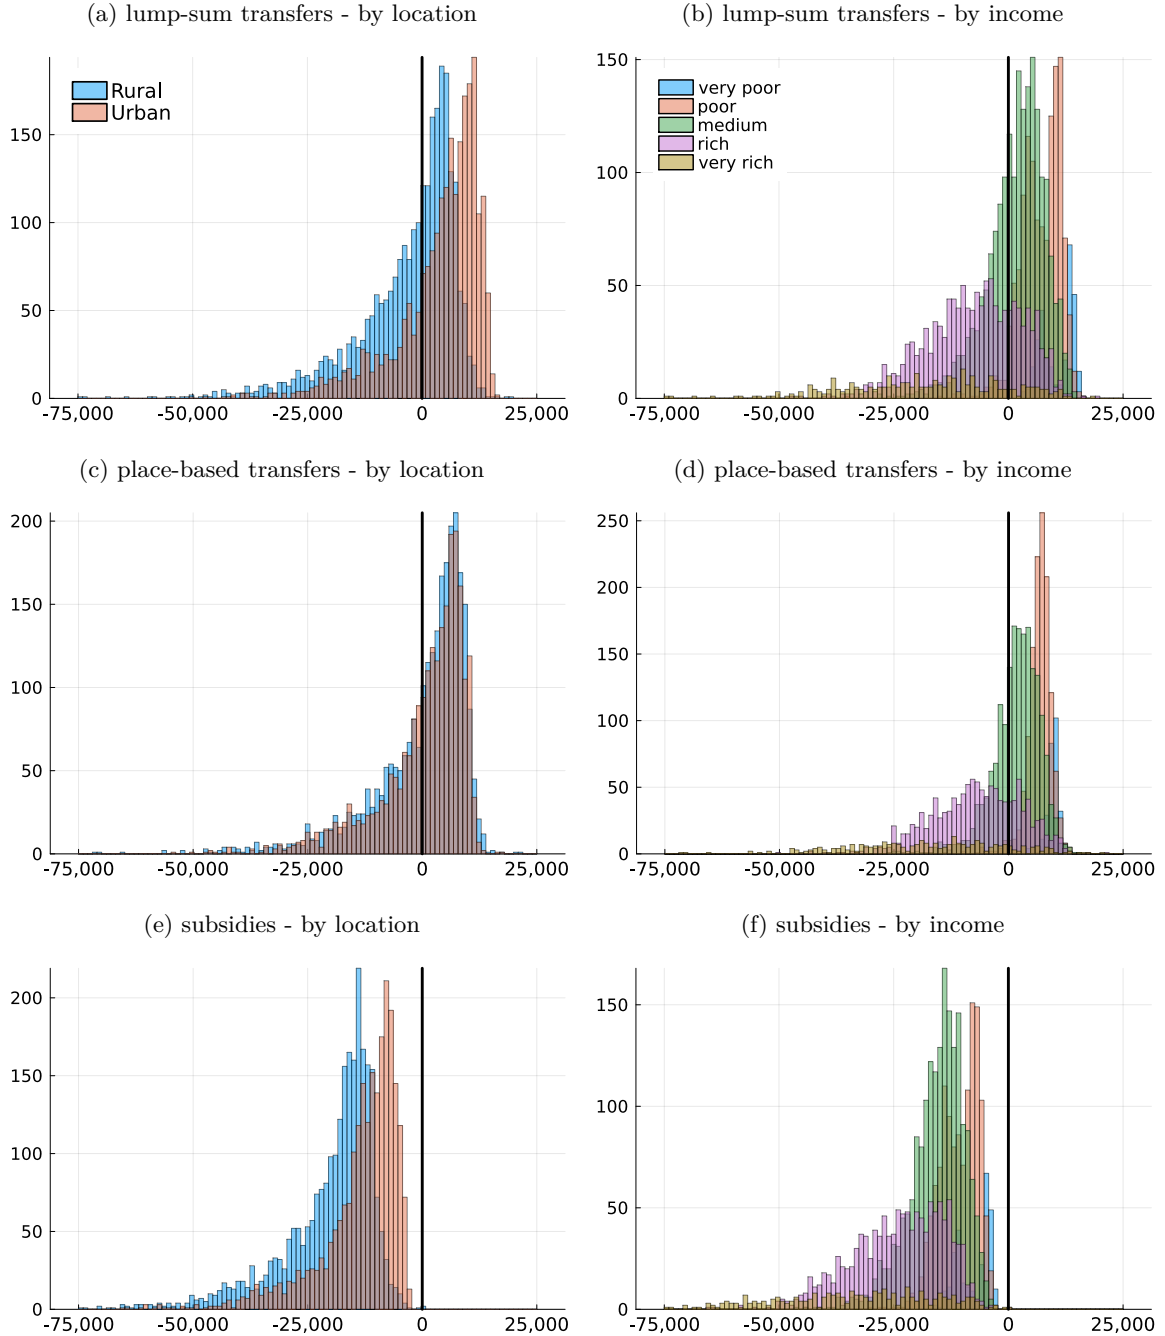 (a) lump-sum transfers - by location
(b) lump-sum transfers - by income
Rural
Urban
150
100
50
0
-75,000 -50,000 -25,000 0 25,000
150
100
50
0
very poor
poor
medium
rich
very rich
-75,000 -50,000 -25,000 0 25,000
(c) place-based transfers - by location
(d) place-based transfers - by income
200
150
100
50
0
-75,000 -50,000 -25,000 0 25,000
250
200
150
100
50
0
-75,000 -50,000 -25,000 0 25,000
(e) subsidies - by location
(f) subsidies - by income
200
150
100
50
0
-75,000 -50,000 -25,000 0 25,000
150
100
50
0
-75,000 -50,000 -25,000 0 25,000